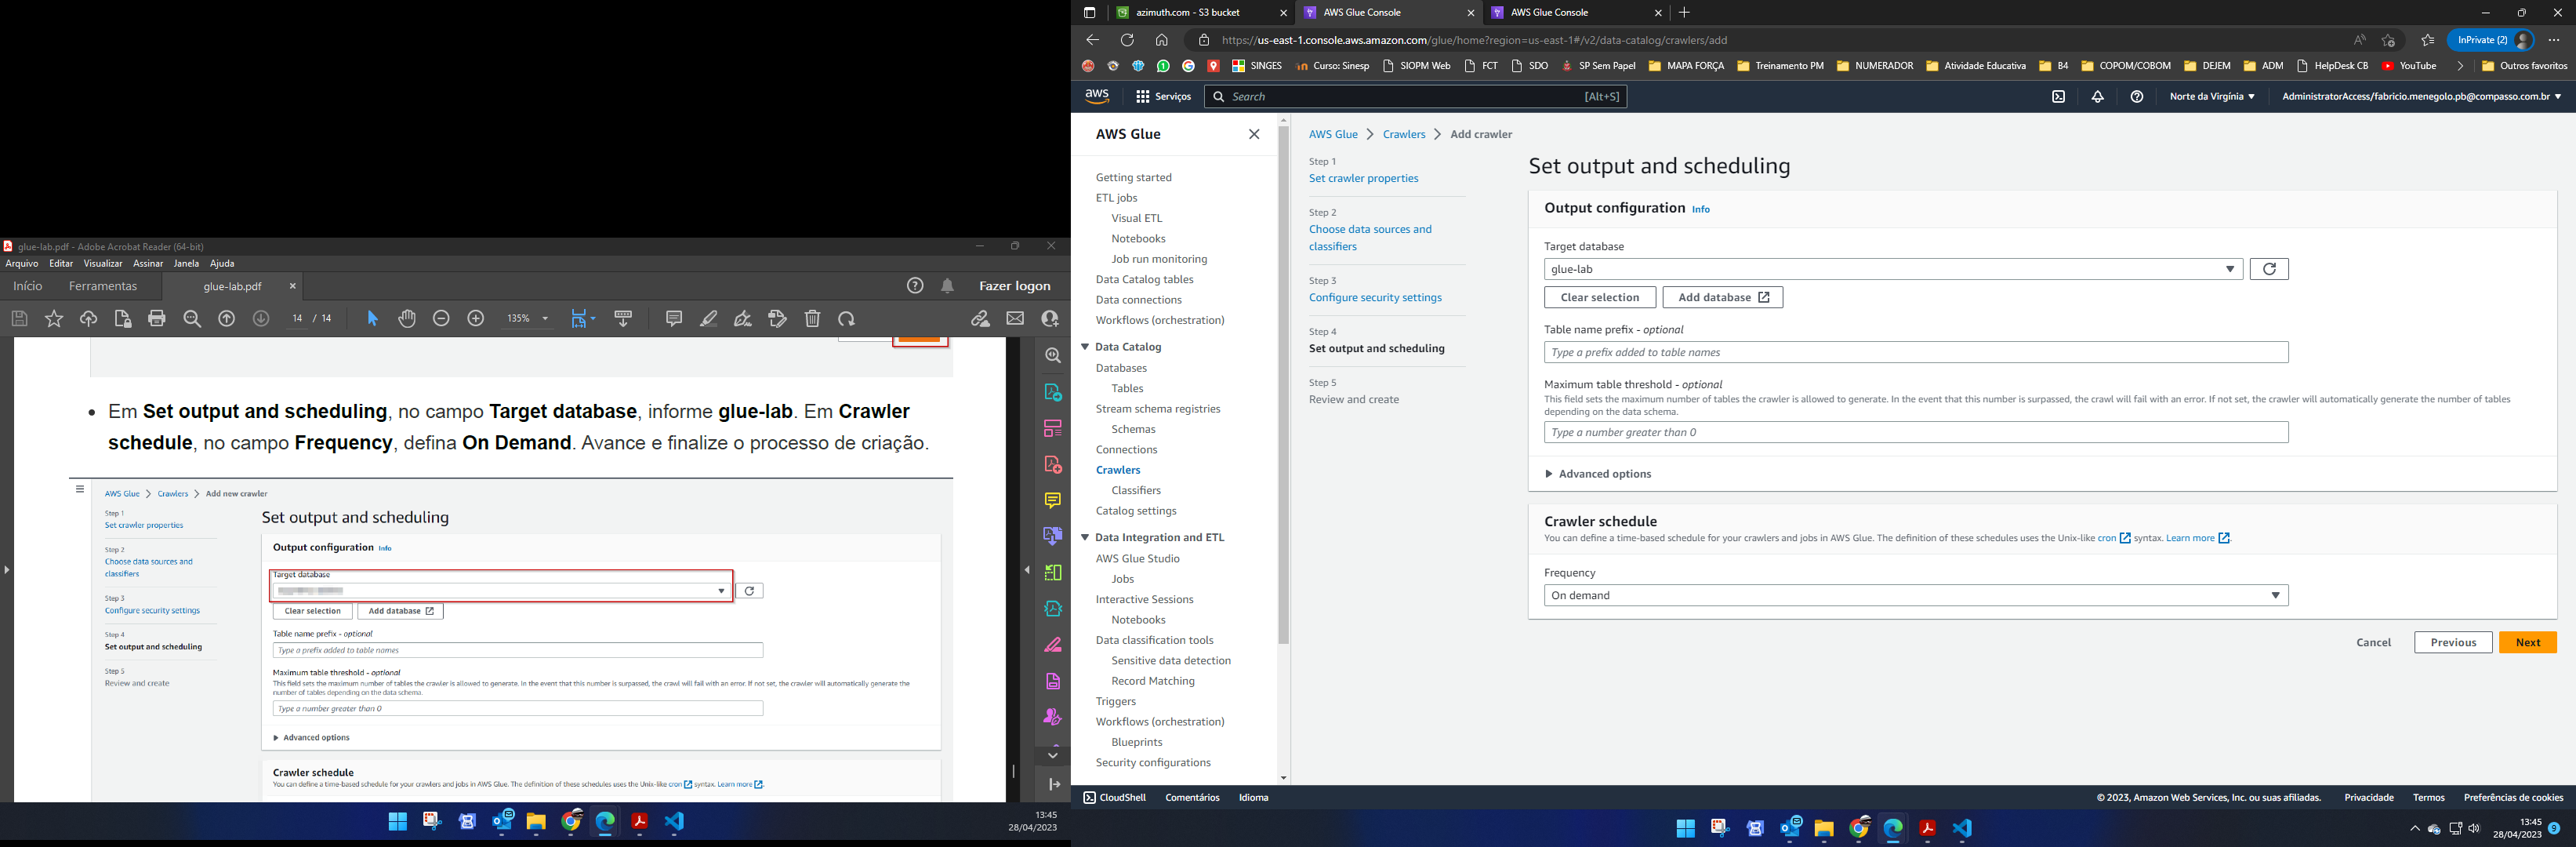 glue-lab.pdf - Adobe Acrobat Reader (64-bit)
Arquivo Editar Visualizar Assinar Janela Ajuda
Início Ferramentas glue-lab.pdf Fazer logon
14 / 14 135%
• Em Set output and scheduling, no campo Target database, informe glue-lab. Em Crawler
schedule, no campo Frequency, defina On Demand. Avance e finalize o processo de criação.
AWS Glue > Crawlers > Add new crawler
Step 1
Set crawler properties
Step 2
Choose data sources and
classifiers
Step 3
Configure security settings
Step 4
Set output and scheduling
Step 5
Review and create
Set output and scheduling
Output configuration Info
Target database
Clear selection Add database
Table name prefix - optional
Type a prefix added to table names
Maximum table threshold - optional
This field sets the maximum number of tables the crawler is allowed to generate. In the event that this number is surpassed, the crawl will fail with an error. If not set, the crawler will automatically generate the
number of tables depending on the data schema.
Type a number greater than 0
Advanced options
Crawler schedule
You can define a time-based schedule for your crawlers and jobs in AWS Glue. The definition of these schedules uses the Unix-like cron syntax. Learn more.
13:45
28/04/2023
azimuth.com - S3 bucket AWS Glue Console AWS Glue Console
https://us-east-1.console.aws.amazon.com/glue/home?region=us-east-1#/v2/data-catalog/crawlers/add InPrivate (2)
SINGES Curso: Sinesp SIOPM Web FCT SDO SP Sem Papel MAPA FORÇA Treinamento PM NUMERADOR Atividade Educativa B4 COPOM/COBOM DEJEM ADM HelpDesk CB YouTube Outros favoritos
aws Serviços Search [Alt+S] Norte da Virgínia AdministratorAccess/fabricio.menegolo.pb@compasso.com.br
AWS Glue
Getting started
ETL jobs
Visual ETL
Notebooks
Job run monitoring
Data Catalog tables
Data connections
Workflows (orchestration)
Data Catalog
Databases
Tables
Stream schema registries
Schemas
Connections
Crawlers
Classifiers
Catalog settings
Data Integration and ETL
AWS Glue Studio
Jobs
Interactive Sessions
Notebooks
Data classification tools
Sensitive data detection
Record Matching
Triggers
Workflows (orchestration)
Blueprints
Security configurations
AWS Glue > Crawlers > Add crawler
Step 1
Set crawler properties
Step 2
Choose data sources and
classifiers
Step 3
Configure security settings
Step 4
Set output and scheduling
Step 5
Review and create
Set output and scheduling
Output configuration Info
Target database
glue-lab
Clear selection Add database
Table name prefix - optional
Type a prefix added to table names
Maximum table threshold - optional
This field sets the maximum number of tables the crawler is allowed to generate. In the event that this number is surpassed, the crawl will fail with an error. If not set, the crawler will automatically generate the number of tables
depending on the data schema.
Type a number greater than 0
Advanced options
Crawler schedule
You can define a time-based schedule for your crawlers and jobs in AWS Glue. The definition of these schedules uses the Unix-like cron syntax. Learn more.
Frequency
On demand
Cancel Previous Next
CloudShell Comentários Idioma © 2023, Amazon Web Services, Inc. ou suas afiliadas. Privacidade Termos Preferências de cookies
13:45
28/04/2023 9